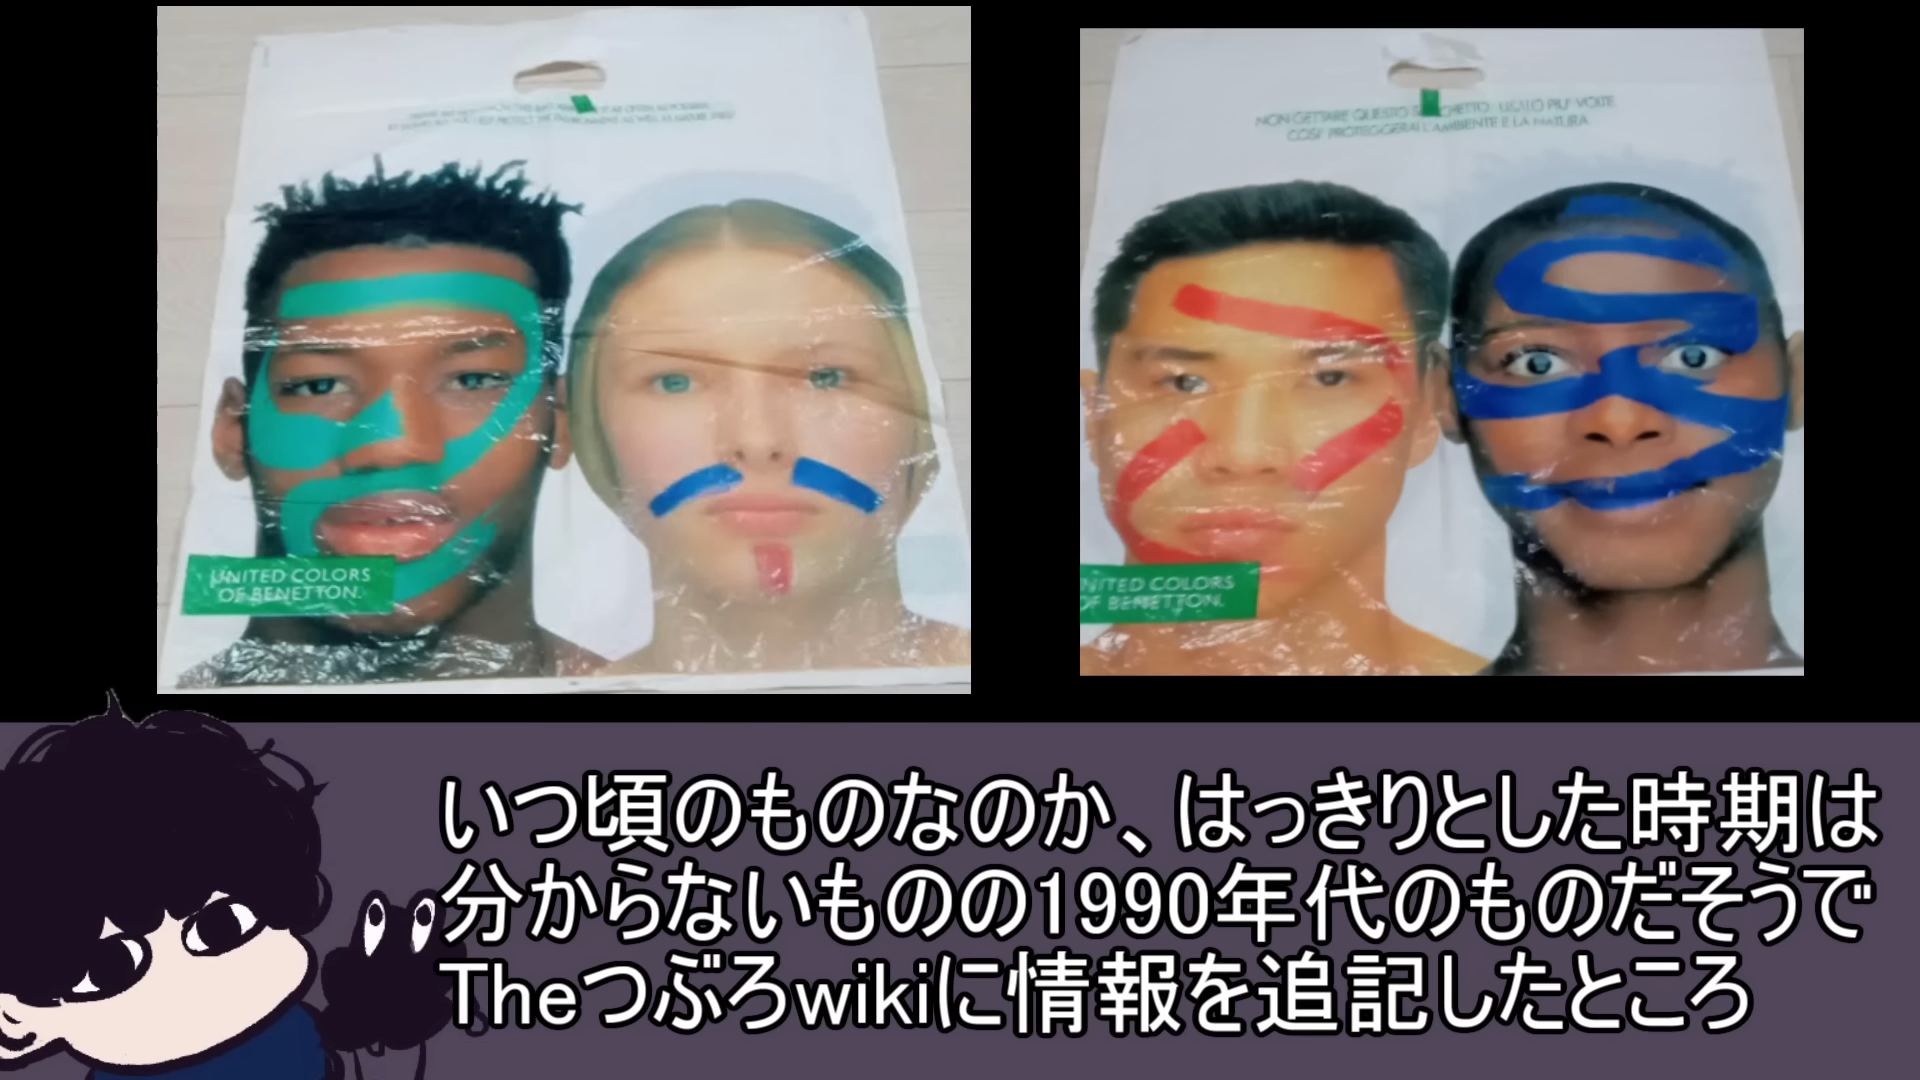 NON GETTARE QUESTO SACCHETTO USALO PIU' VOLTE
COSI' PROTEGGERAI L'AMBIENTE E LA NATURA.
UNITED COLORS
OF BENETTON.
NITED COLORS
OF BENETTON.
いつ頃のものなのか、はっきりとした時期は
分からないものの1990年代のものだそうで
Theつぶろwikiに情報を追記したところ